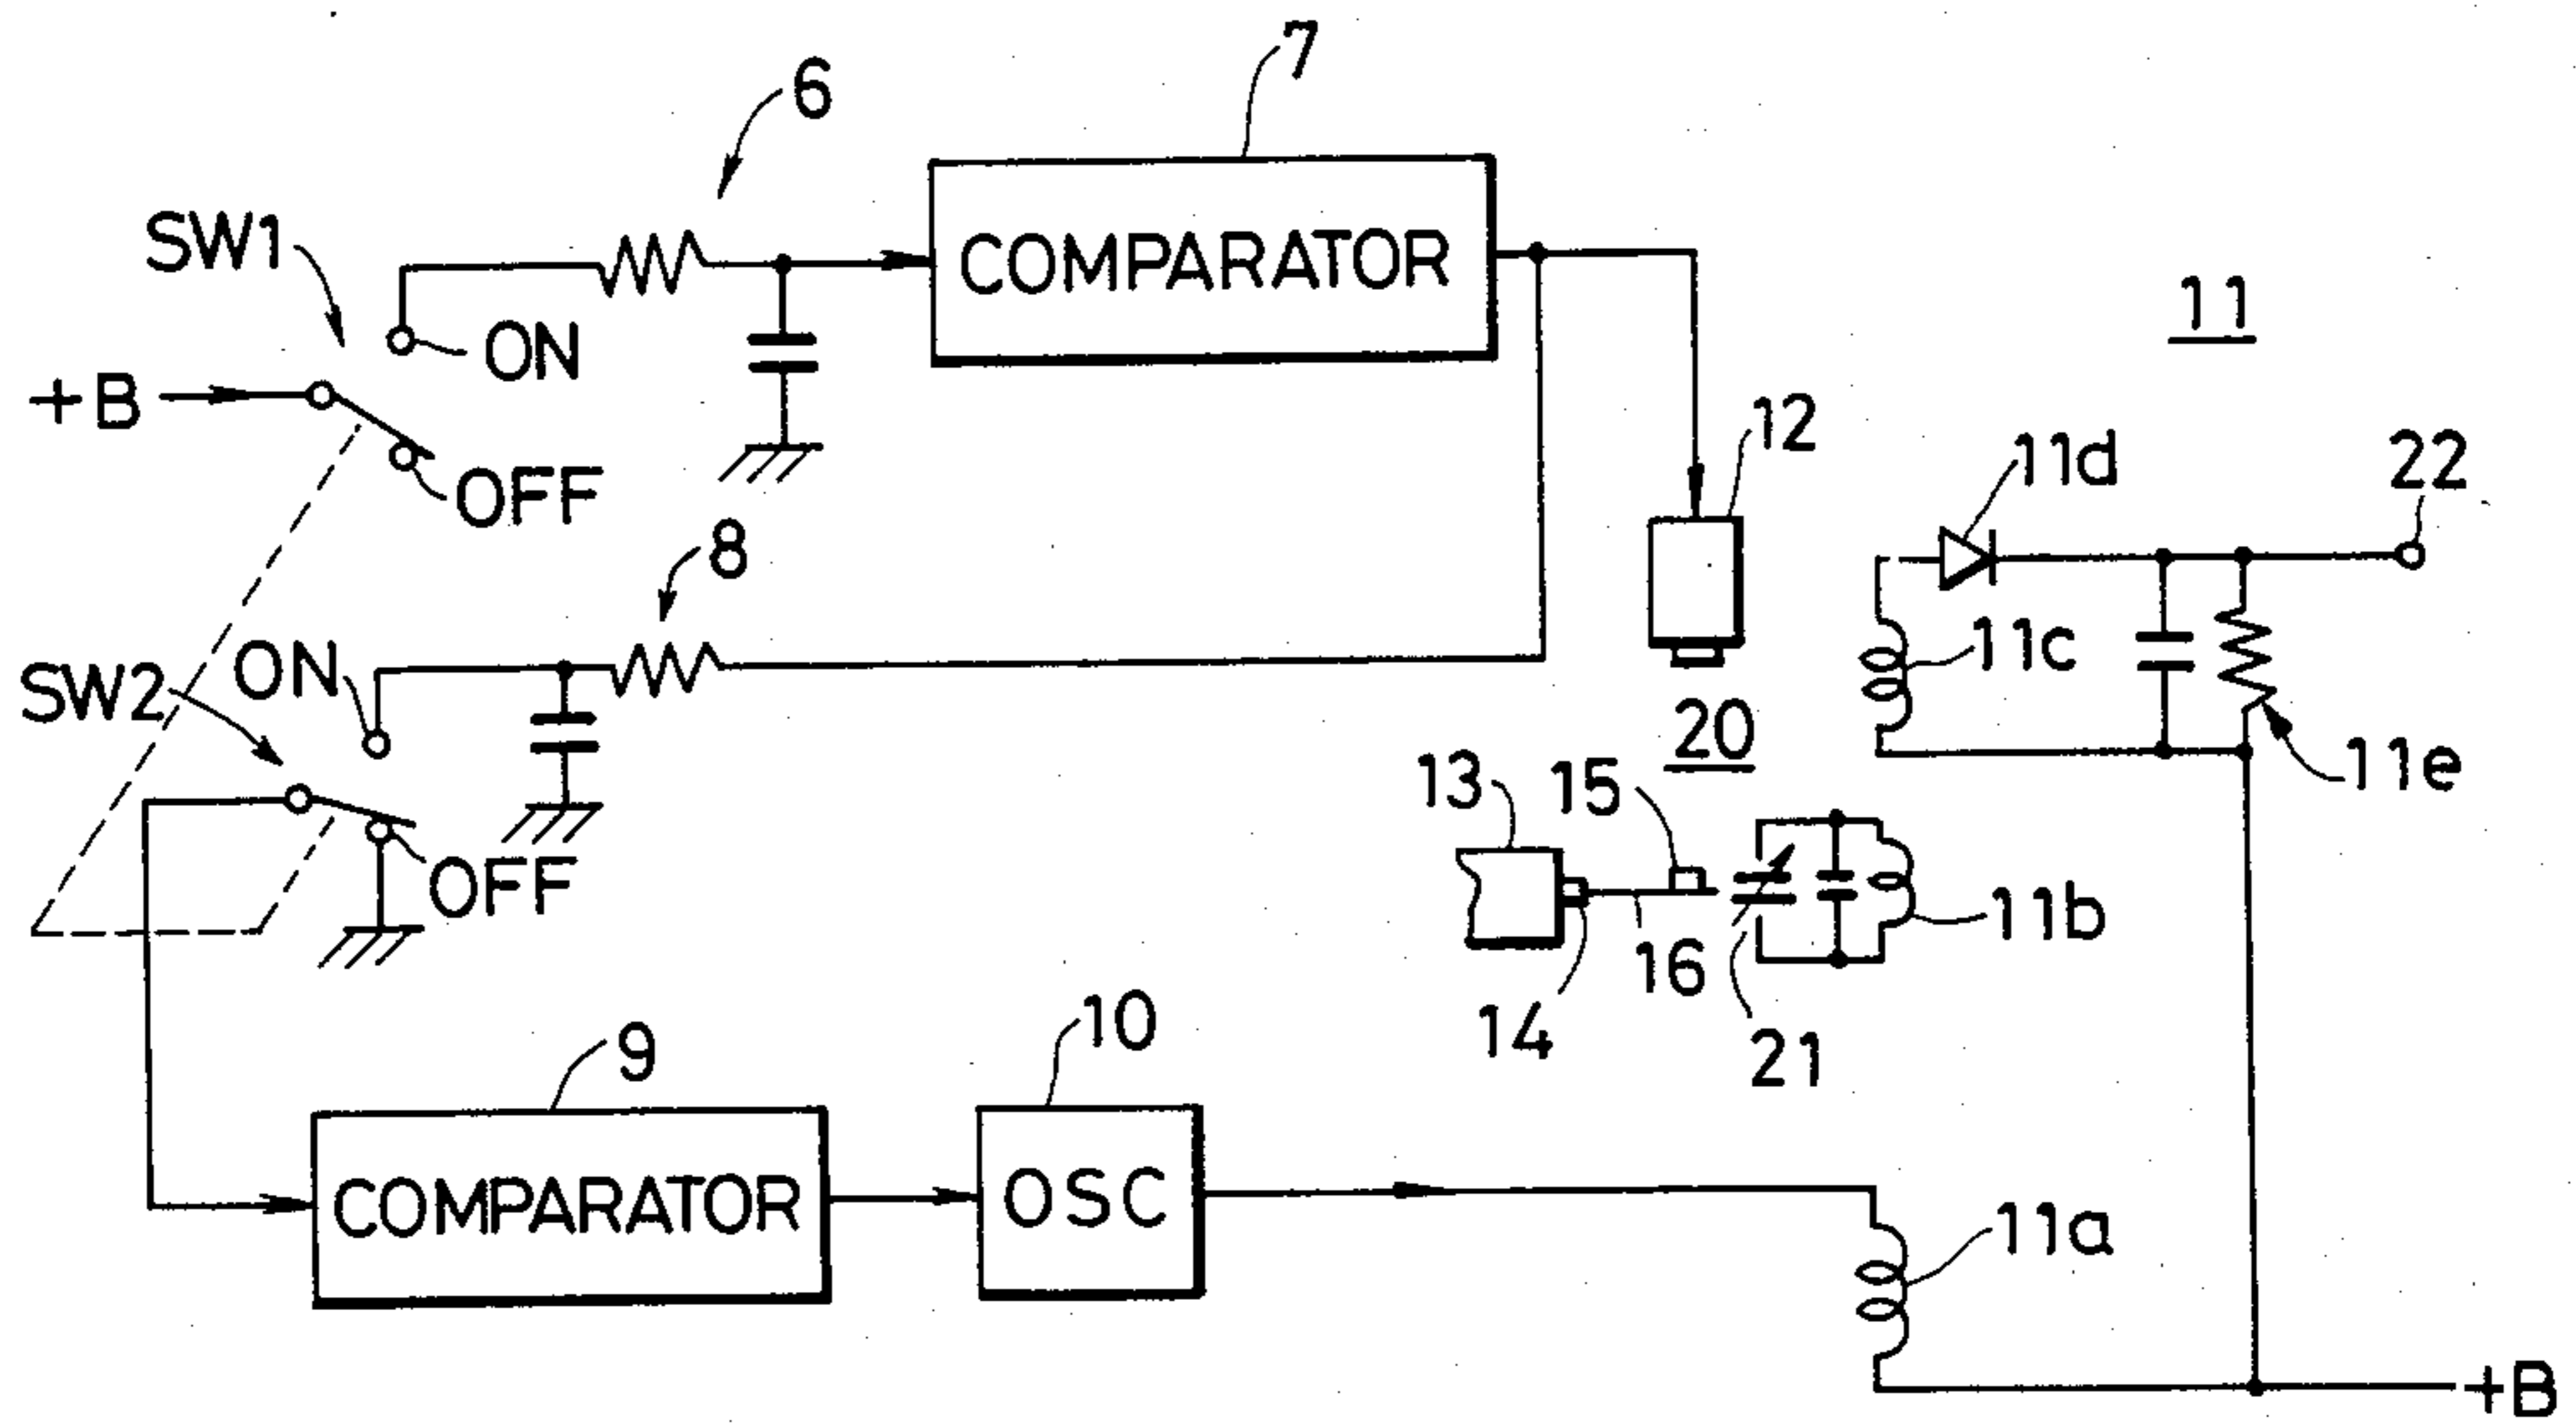 7
6
SW1
COMPARATOR
11
ON
+B
12
OFF
11d
22
8
ON
11c
SW2
20
13
15
11e
OFF
11b
16
14
21
9
10
COMPARATOR
OSC
11a
+B